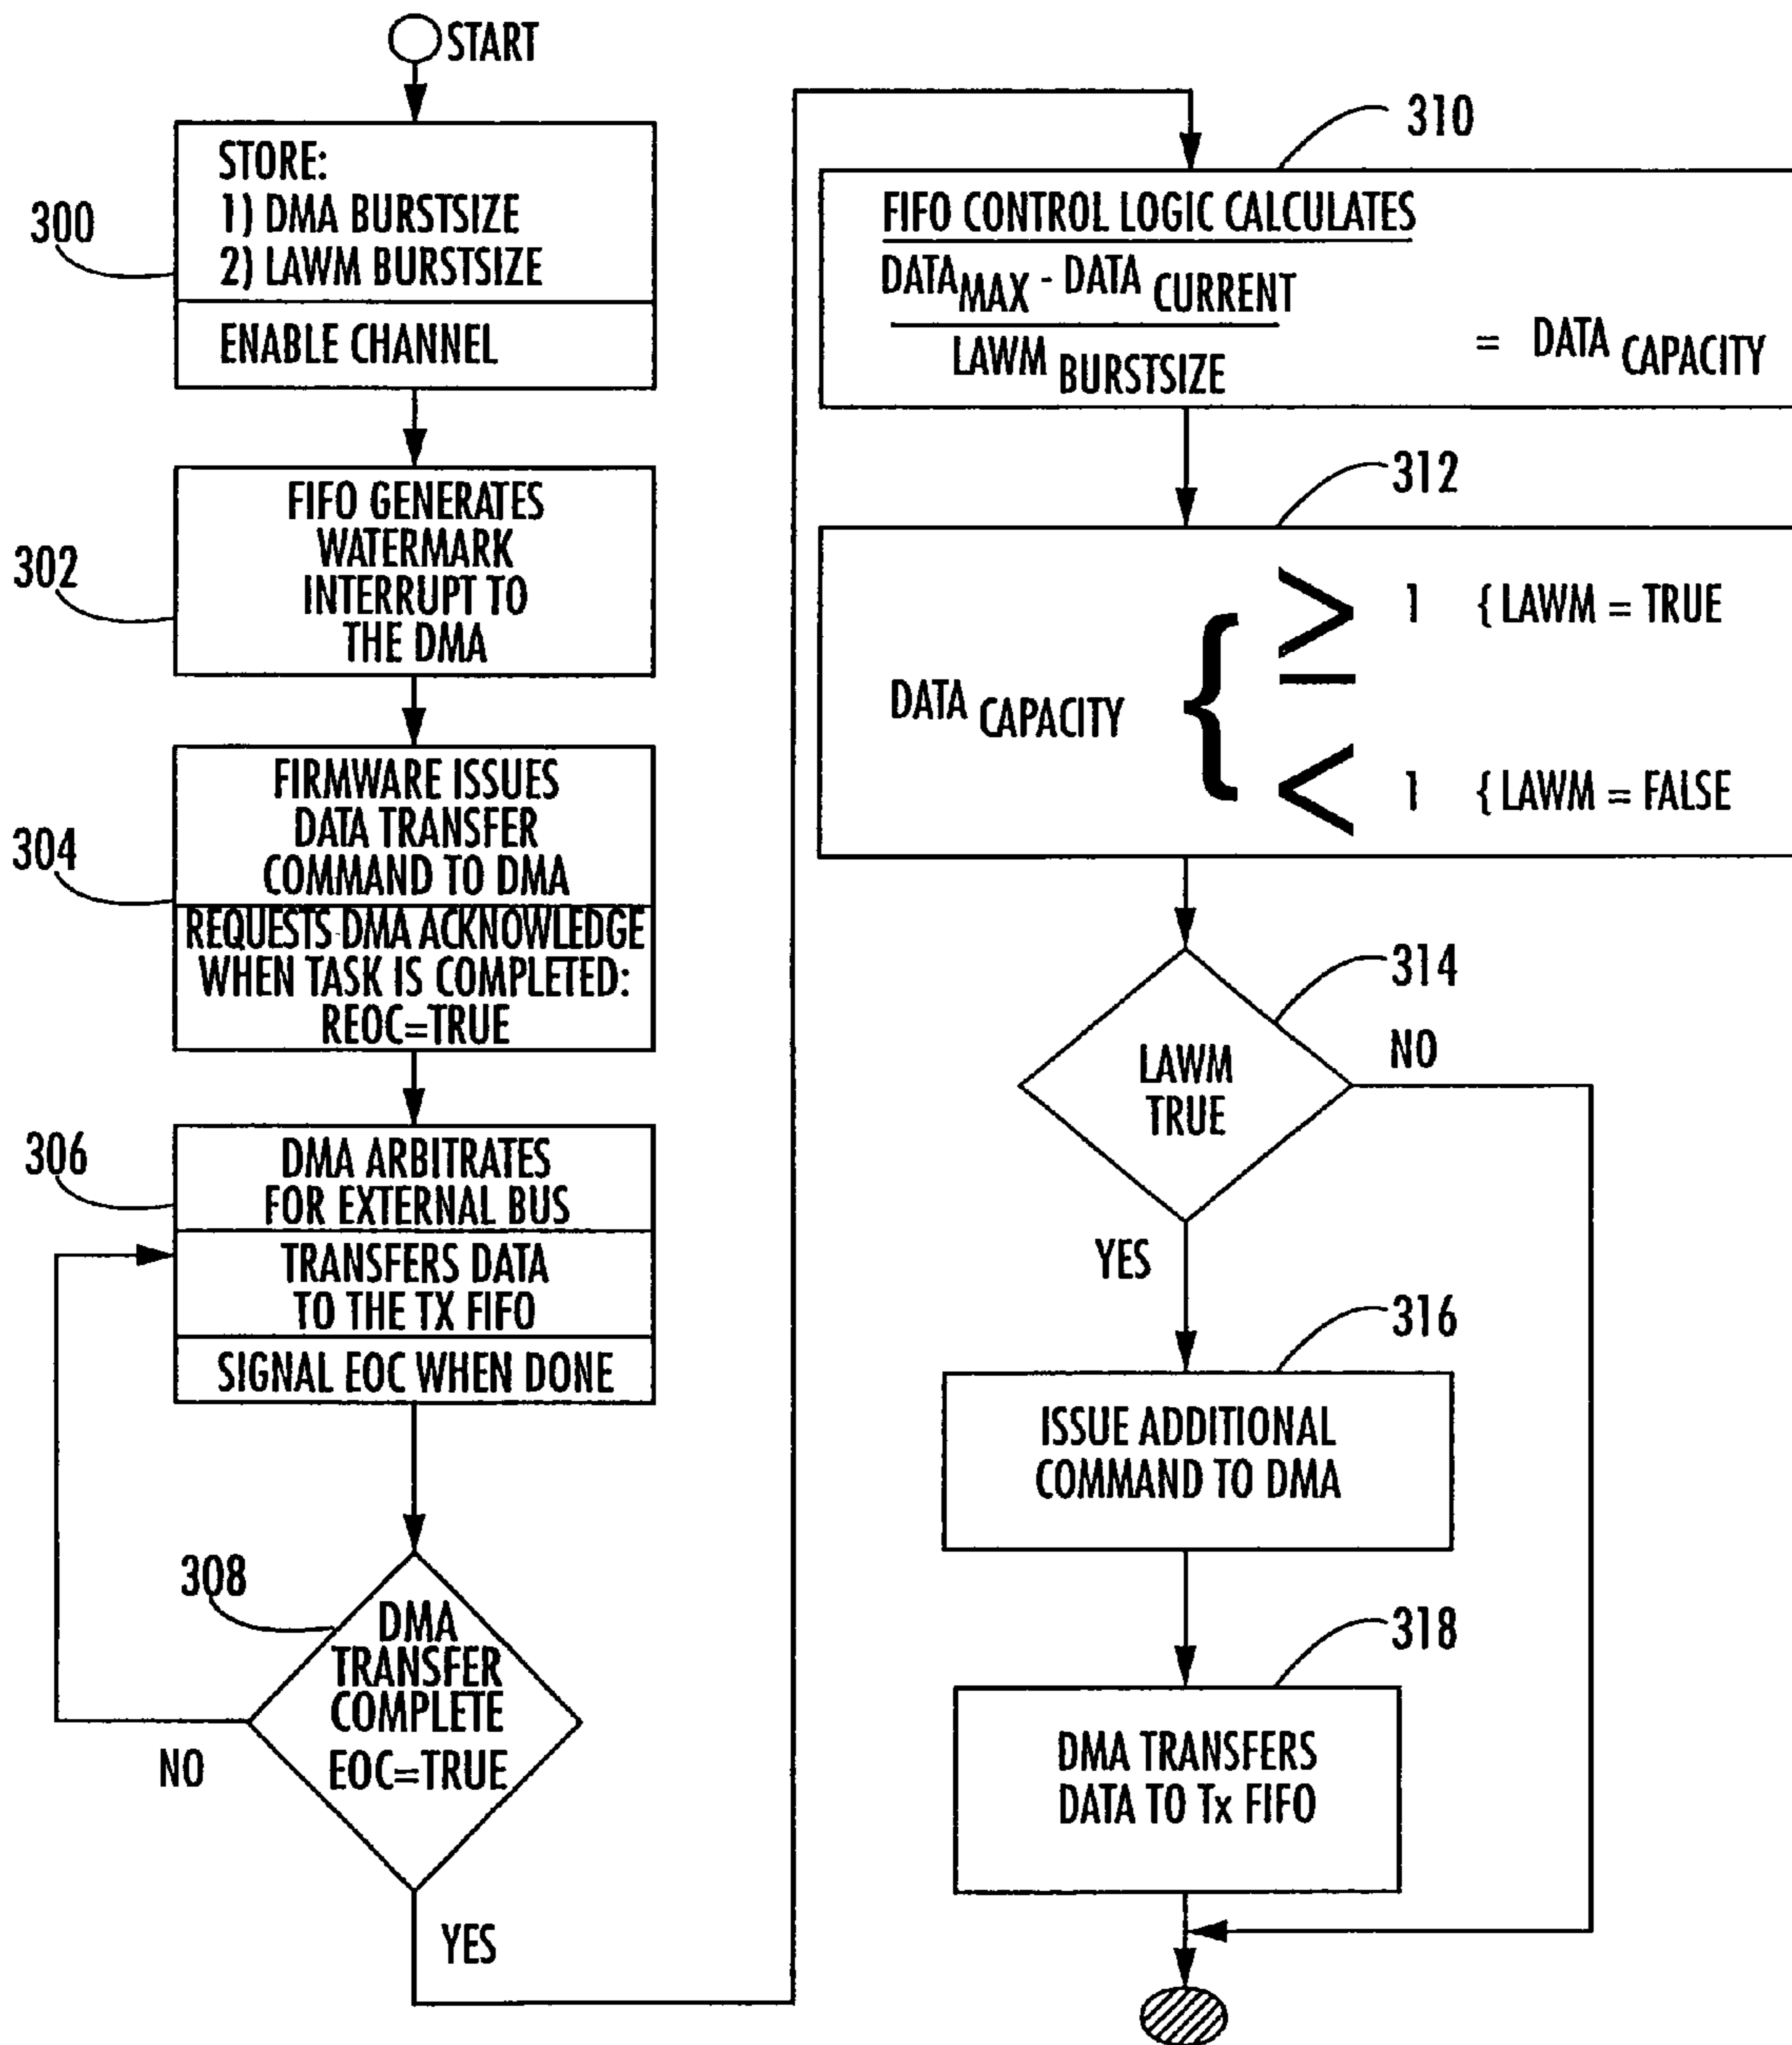 START
300
STORE:
1) DMA BURSTSIZE
2) LAWM BURSTSIZE
ENABLE CHANNEL
302
FIFO GENERATES
WATERMARK
INTERRUPT TO
THE DMA
304
FIRMWARE ISSUES
DATA TRANSFER
COMMAND TO DMA
REQUESTS DMA ACKNOWLEDGE
WHEN TASK IS COMPLETED:
REOC=TRUE
306
DMA ARBITRATES
FOR EXTERNAL BUS
TRANSFERS DATA
TO THE TX FIFO
SIGNAL EOC WHEN DONE
308
DMA
TRANSFER
COMPLETE
EOC=TRUE
NO
YES
310
FIFO CONTROL LOGIC CALCULATES
DATA MAX - DATA CURRENT
LAWM BURSTSIZE
= DATA CAPACITY
312
DATA CAPACITY {
≥ 1 { LAWM = TRUE
< 1 { LAWM = FALSE
314
LAWM
TRUE
NO
YES
316
ISSUE ADDITIONAL
COMMAND TO DMA
318
DMA TRANSFERS
DATA TO Tx FIFO